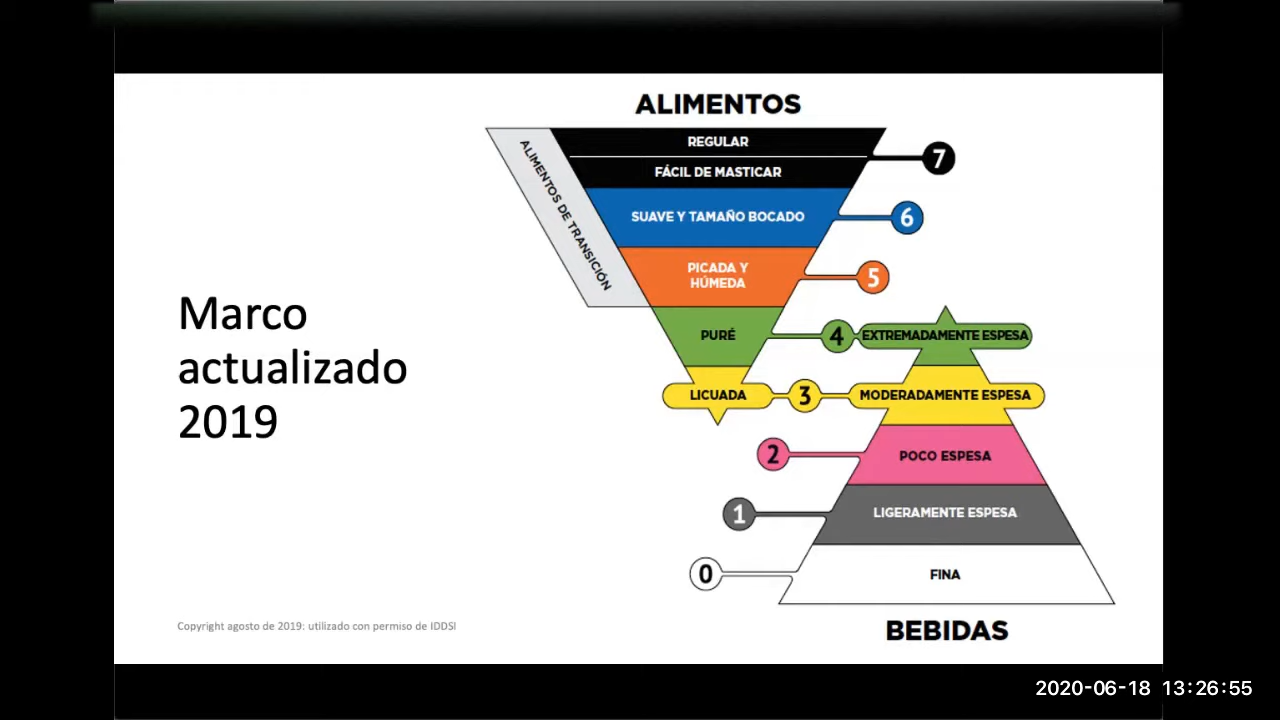 ALIMENTOS
ALIMENTOS DE TRANSICIÓN
REGULAR
7
FÁCIL DE MASTICAR
SUAVE Y TAMAÑO BOCADO
6
PICADA Y
HÚMEDA
5
PURÉ
4
EXTREMADAMENTE ESPESA
LICUADA
3
MODERADAMENTE ESPESA
2
POCO ESPESA
1
LIGERAMENTE ESPESA
0
FINA
BEBIDAS
Marco
actualizado
2019
Copyright agosto de 2019: utilizado con permiso de IDDSI
2020-06-18 13:26:55